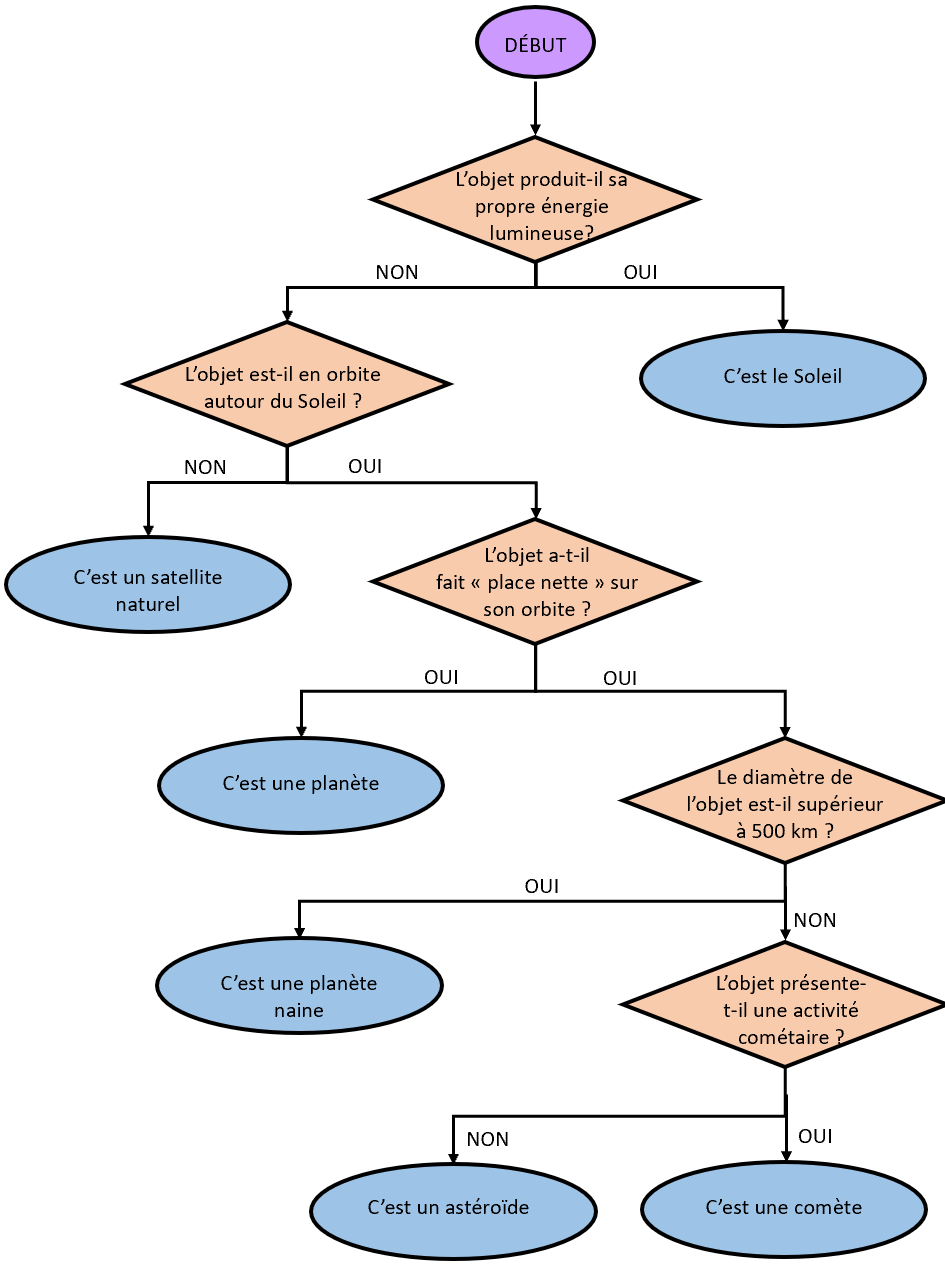 DÉBUT
L'objet produit-il sa
propre énergie
lumineuse?
NON
OUI
L'objet est-il en orbite
autour du Soleil ?
C'est le Soleil
NON
OUI
C'est un satellite
naturel
L'objet a-t-il
fait « place nette » sur
son orbite ?
OUI
OUI
C'est une planète
Le diamètre de
l'objet est-il supérieur
à 500 km ?
OUI
NON
C'est une planète
naine
L'objet présente-
t-il une activité
cométaire ?
NON
OUI
C'est un astéroïde
C'est une comète